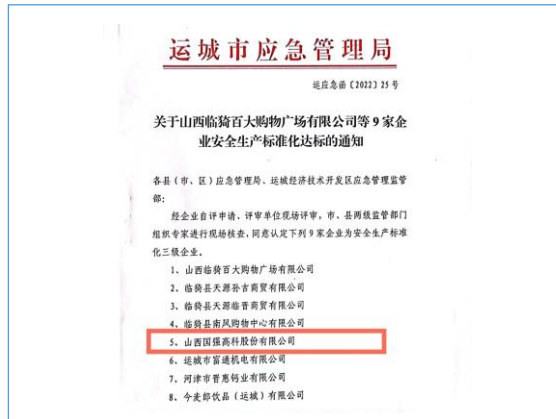 运城市应急管理局
运应急函〔2022〕25号
关于山西临猗百大购物广场有限公司等9家企
业安全生产标准化达标的通知
各县（市、区）应急管理局、运城经济技术开发区应急管理监管
部：
经企业自评申请、评审单位现场评审，市、县两级监管部门
组织专家进行现场核查，同意认定下列9家企业为安全生产标准
化三级企业。
1、山西临猗百大购物广场有限公司
2、临猗县天源孙吉商贸有限公司
3、临猗县天源临晋商贸有限公司
4、临猗县南风购物中心有限公司
5、山西国强高科股份有限公司
6、运城市富通机电有限公司
7、河津市晋惠钙业有限公司
8、今麦郎饮品（运城）有限公司